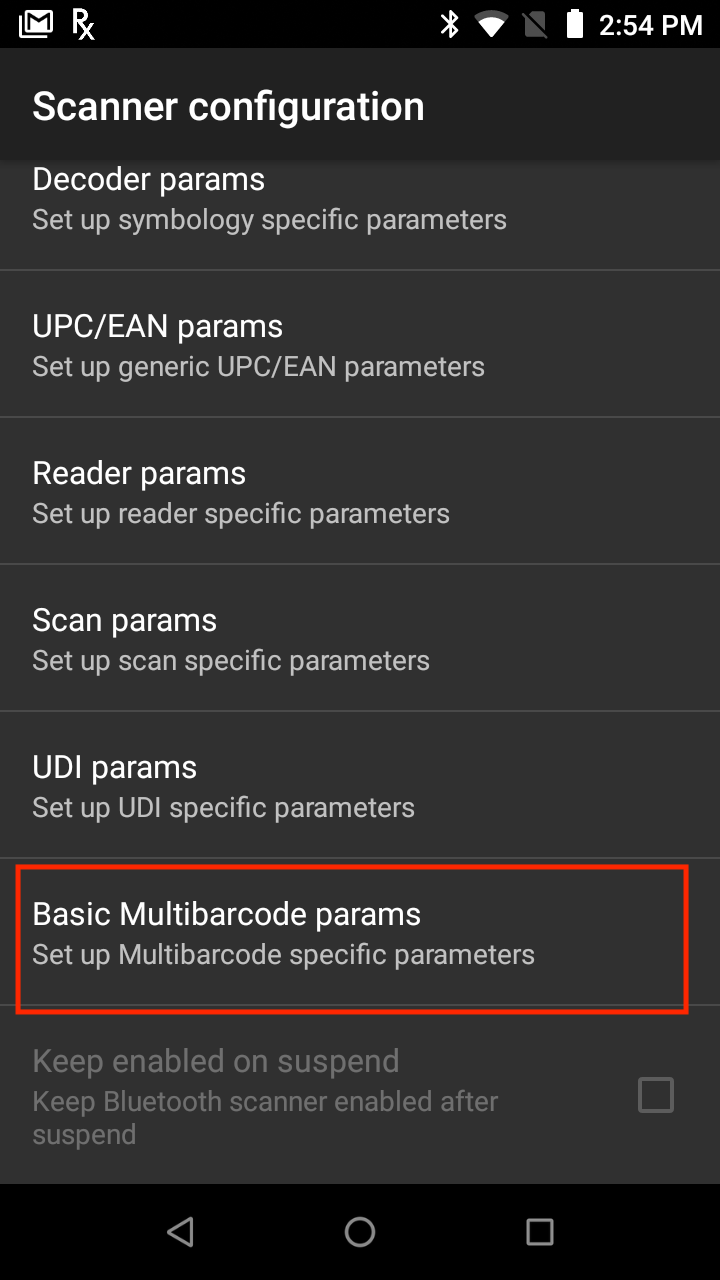 Rx 2:54 PM
Scanner configuration
Decoder params
Set up symbology specific parameters
UPC/EAN params
Set up generic UPC/EAN parameters
Reader params
Set up reader specific parameters
Scan params
Set up scan specific parameters
UDI params
Set up UDI specific parameters
Basic Multibarcode params
Set up Multibarcode specific parameters
Keep enabled on suspend
Keep Bluetooth scanner enabled after
suspend